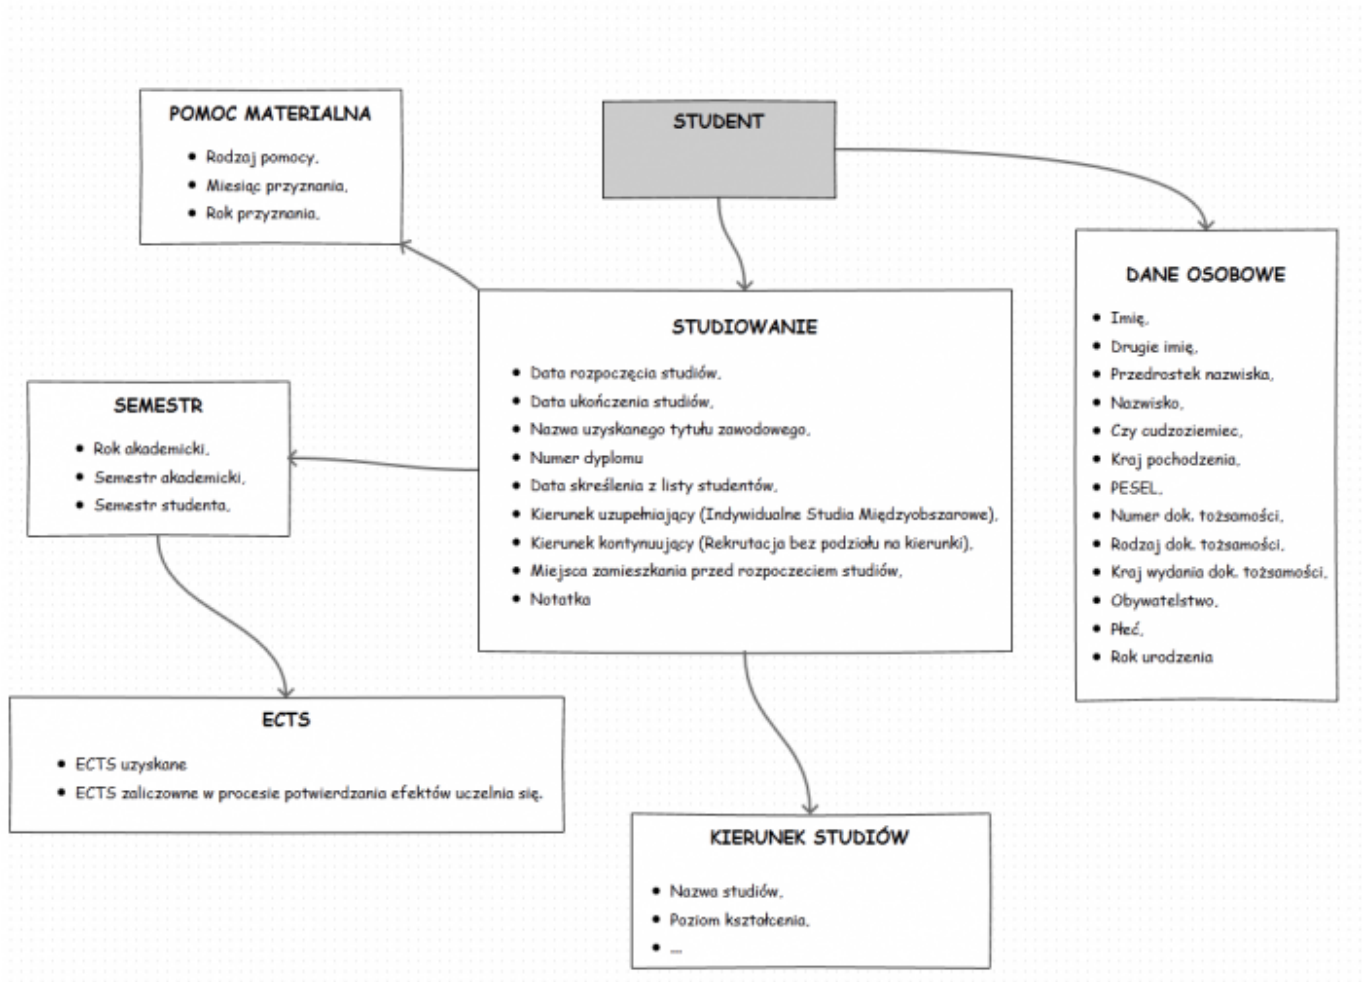 POMOC MATERIALNA
• Rodzaj pomocy,
• Miesiąc przyznania,
• Rok przyznania,
STUDENT
DANE OSOBOWE
• Imię,
• Drugie imię,
• Przedrostek nazwiska,
• Nazwisko,
• Czy cudzoziemiec,
• Kraj pochodzenia,
• PESEL,
• Numer dok. tożsamości,
• Rodzaj dok. tożsamości,
• Kraj wydania dok. tożsamości,
• Obywatelstwo,
• Płeć,
• Rok urodzenia
STUDIOWANIE
• Data rozpoczęcia studiów,
• Data ukończenia studiów,
• Nazwa uzyskanego tytułu zawodowego,
• Numer dyplomu
• Data skreślenia z listy studentów,
• Kierunek uzupełniający (Indywidualne Studia Międzyobszarowe),
• Kierunek kontynuujący (Rekrutacja bez podziału na kierunki),
• Miejsca zamieszkania przed rozpoczeciem studiów,
• Notatka
SEMESTR
• Rok akademicki,
• Semestr akademicki,
• Semestr studenta,
ECTS
• ECTS uzyskane
• ECTS zaliczowne w procesie potwierdzania efektów uczelnia się.
KIERUNEK STUDIÓW
• Nazwa studiów,
• Poziom kształcenia,
• ...